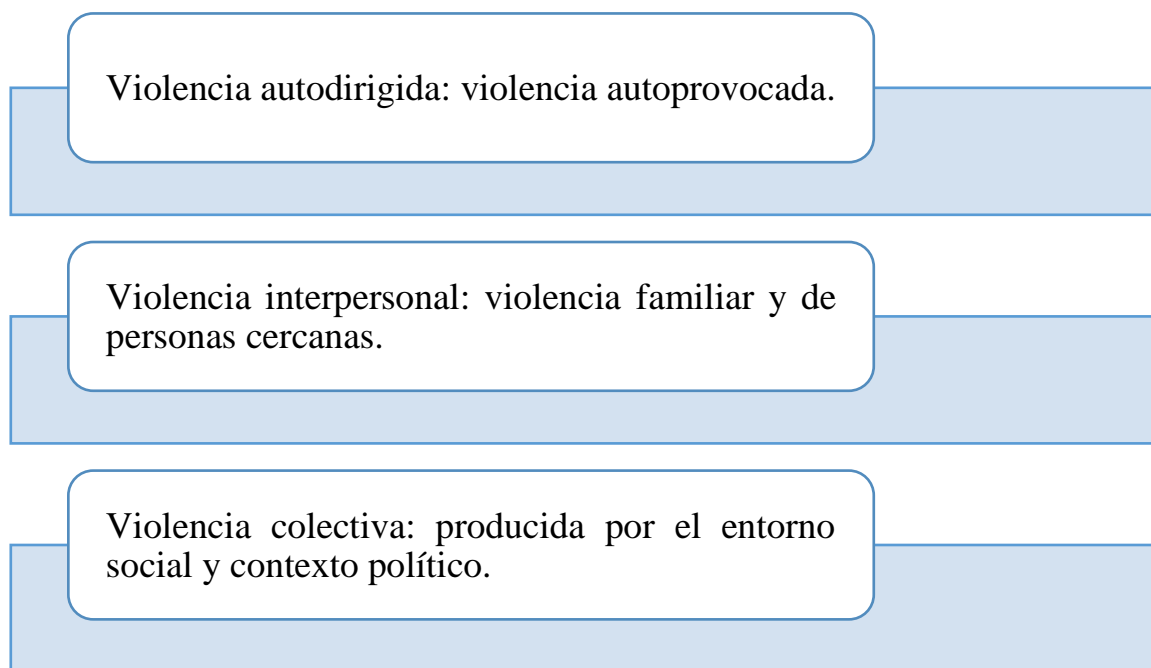 Violencia autodirigida: violencia autoprovocada.
Violencia interpersonal: violencia familiar y de
personas cercanas.
Violencia colectiva: producida por el entorno
social y contexto político.